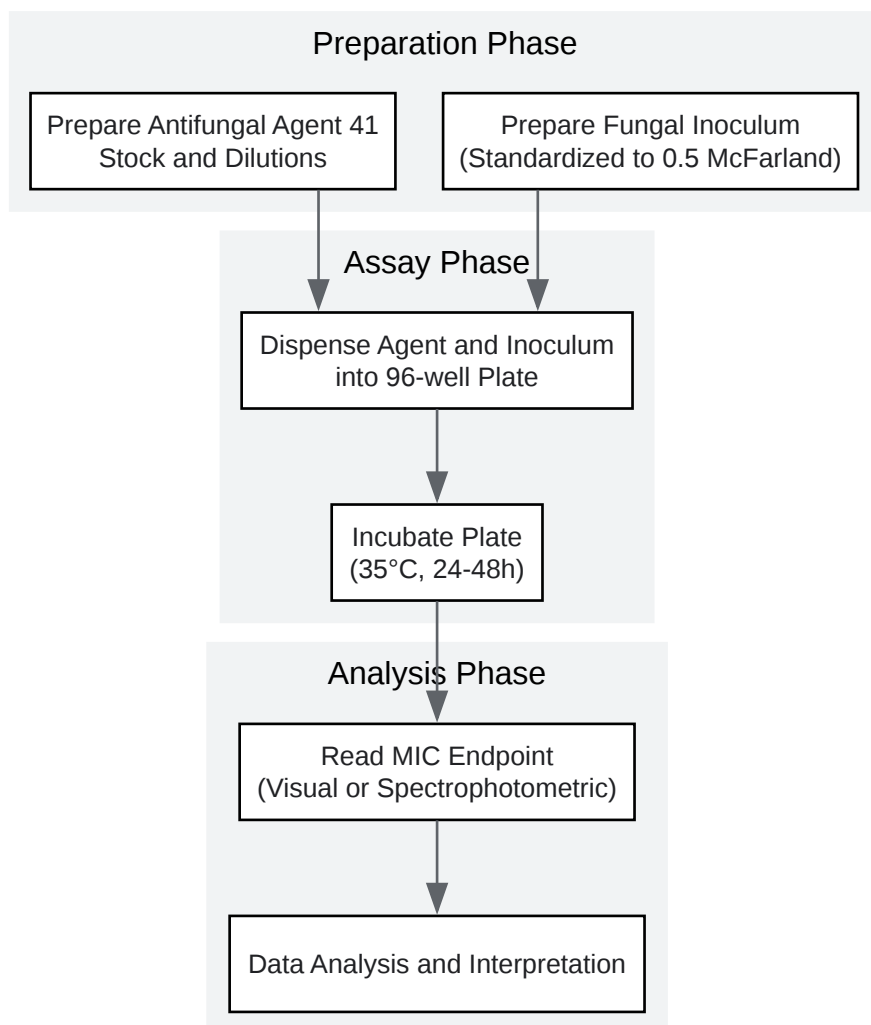 Preparation Phase
Prepare Antifungal Agent 41
Stock and Dilutions
Prepare Fungal Inoculum
(Standardized to 0.5 McFarland)
Assay Phase
Dispense Agent and Inoculum
into 96-well Plate
Incubate Plate
(35°C, 24-48h)
Analysis Phase
Read MIC Endpoint
(Visual or Spectrophotometric)
Data Analysis and Interpretation